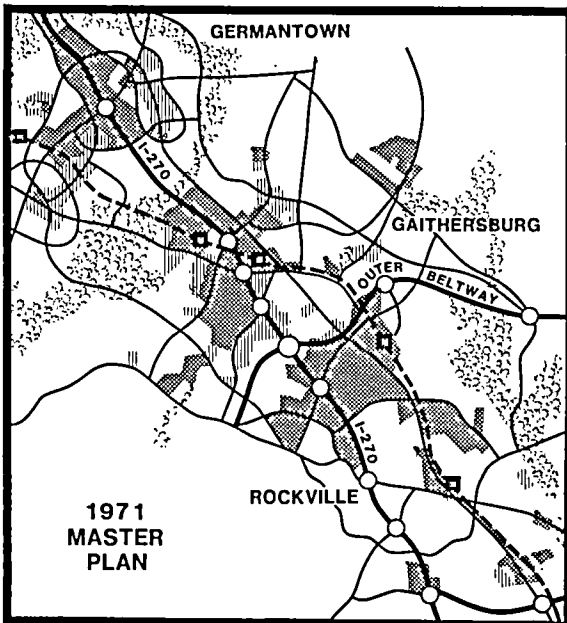 GERMANTOWN
I-270
GAITHERSBURG
OUTER BELTWAY
I-270
ROCKVILLE
1971
MASTER
PLAN